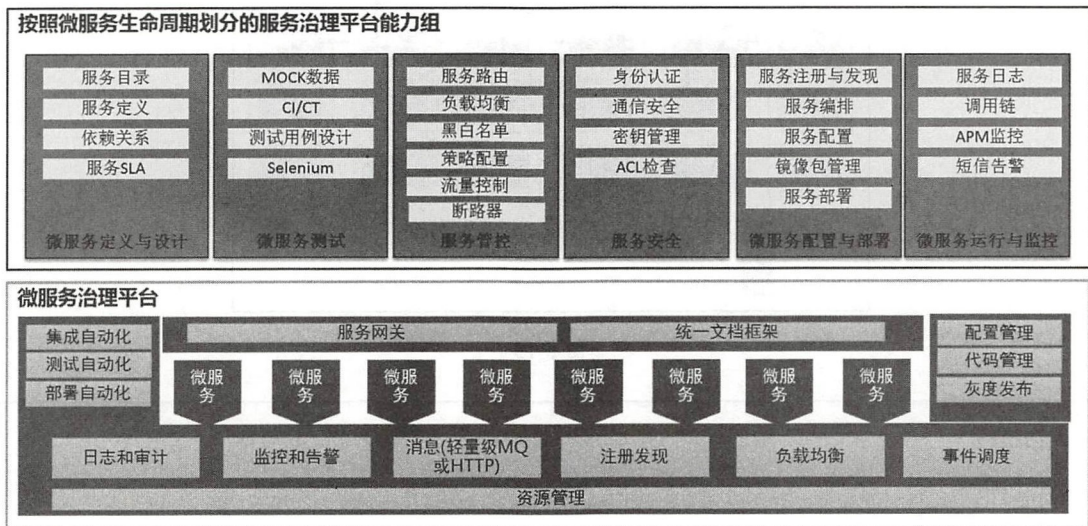 按照微服务生命周期划分的服务治理平台能力组
服务目录
服务定义
依赖关系
服务SLA
微服务定义与设计
MOCK数据
CI/CT
测试用例设计
Selenium
微服务测试
服务路由
负载均衡
黑白名单
策略配置
流量控制
断路器
服务管控
身份认证
通信安全
密钥管理
ACL检查
服务安全
服务注册与发现
服务编排
服务配置
镜像包管理
服务部署
微服务配置与部署
服务日志
调用链
APM监控
短信告警
微服务运行与监控
微服务治理平台
集成自动化
测试自动化
部署自动化
服务网关
统一文档框架
配置管理
代码管理
灰度发布
微服
务
微服
务
微服
务
微服
务
微服
务
微服
务
微服
务
微服
务
日志和审计
监控和告警
消息(轻量级MQ
或HTTP)
注册发现
负载均衡
事件调度
资源管理